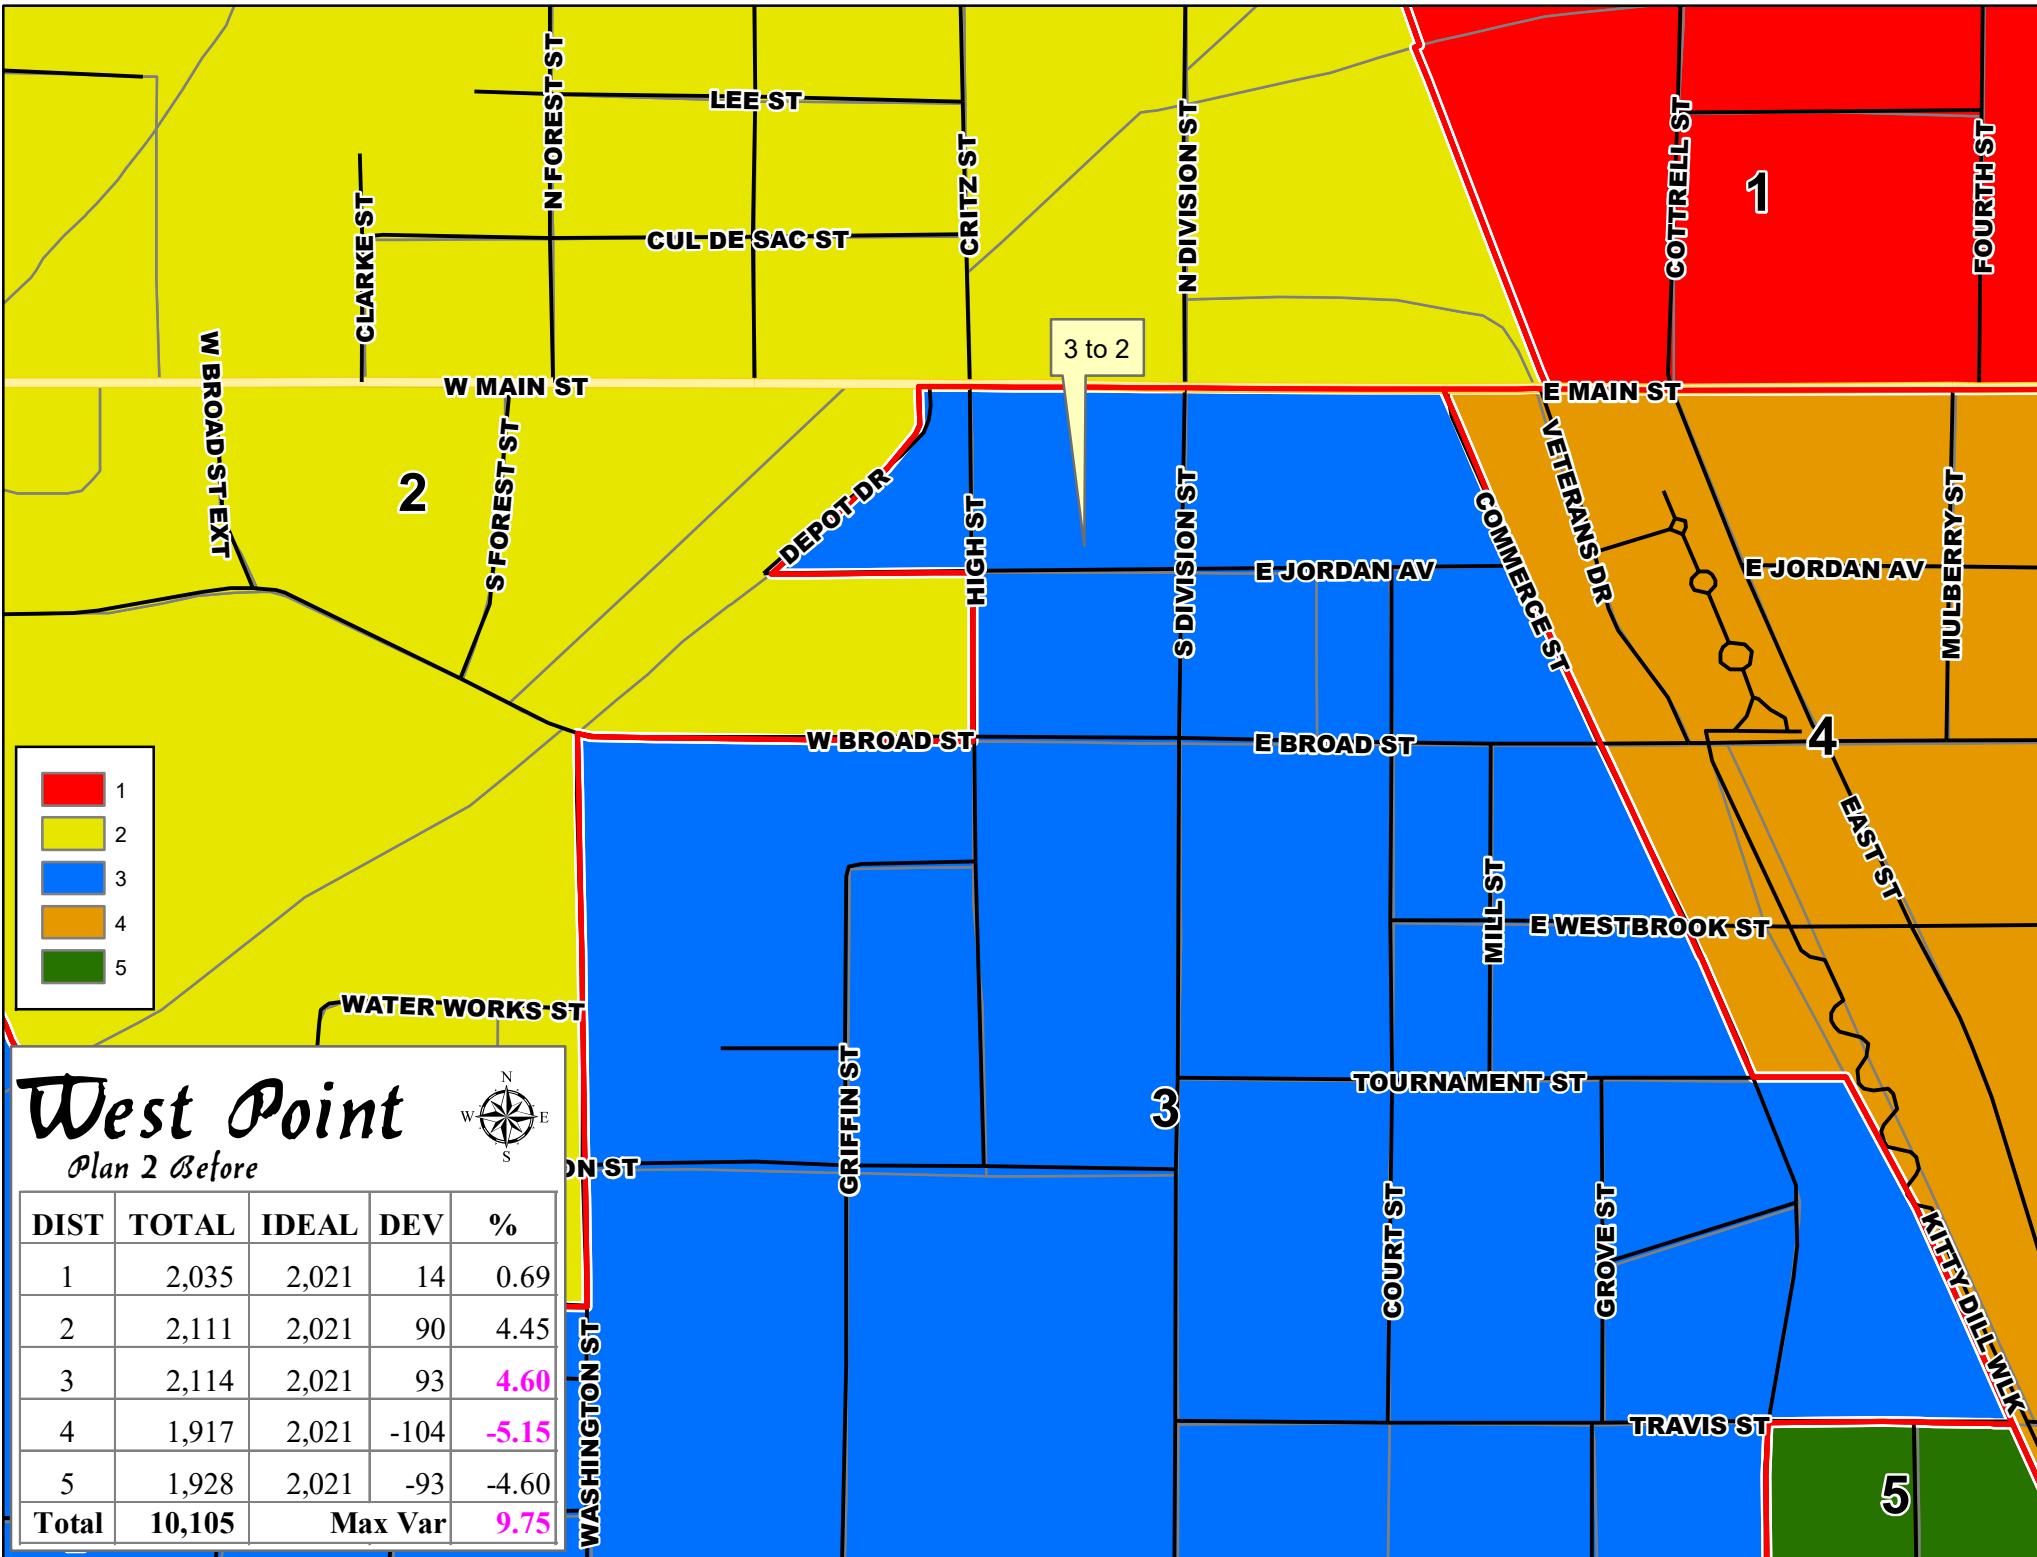 LEE ST
N FOREST ST
CRITZ ST
N DIVISION ST
COTTRELL ST
FOURTH ST
1
CLARKE ST
CUL DE SAC ST
W BROAD ST EXT
3 to 2
W MAIN ST
E MAIN ST
2
S FOREST ST
DEPOT DR
HIGH ST
S DIVISION ST
COMMERCE ST
VETERANS DR
MULBERRY ST
E JORDAN AV
E JORDAN AV
W BROAD ST
E BROAD ST
4
EAST ST
1
2
3
4
5
MILL ST
E WESTBROOK ST
WATER WORKS ST
GRIFFIN ST
TOURNAMENT ST
3
ON ST
COURT ST
GROVE ST
KITTY DILL WLK
WASHINGTON ST
TRAVIS ST
5
West Point
N
W E
S
Plan 2 Before
DIST TOTAL IDEAL DEV %
1 2,035 2,021 14 0.69
2 2,111 2,021 90 4.45
3 2,114 2,021 93 4.60
4 1,917 2,021 -104 -5.15
5 1,928 2,021 -93 -4.60
Total 10,105 Max Var 9.75